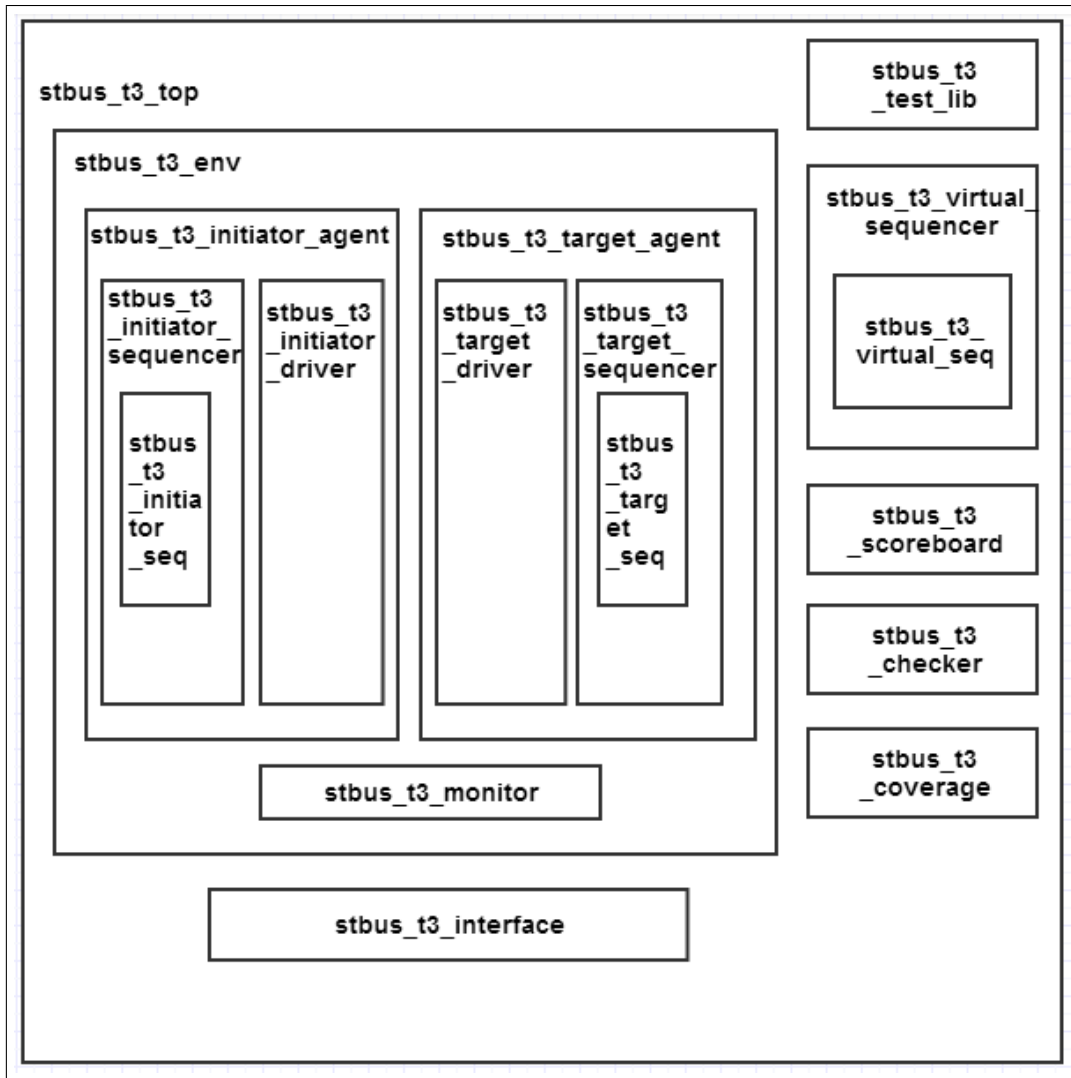 stbus_t3_top
stbus_t3_env
stbus_t3_initiator_agent
stbus_t3
_initiator_
sequencer
stbus
_t3
_initia
tor
_seq
stbus_t3
_initiator
_driver
stbus_t3_target_agent
stbus_t3
_target
_driver
stbus_t3
_target_
sequencer
stbus
_t3
_targ
et
_seq
stbus_t3_monitor
stbus_t3_interface
stbus_t3
_test_lib
stbus_t3_virtual_
sequencer
stbus_t3_
virtual_seq
stbus_t3
_scoreboard
stbus_t3
_checker
stbus_t3
_coverage